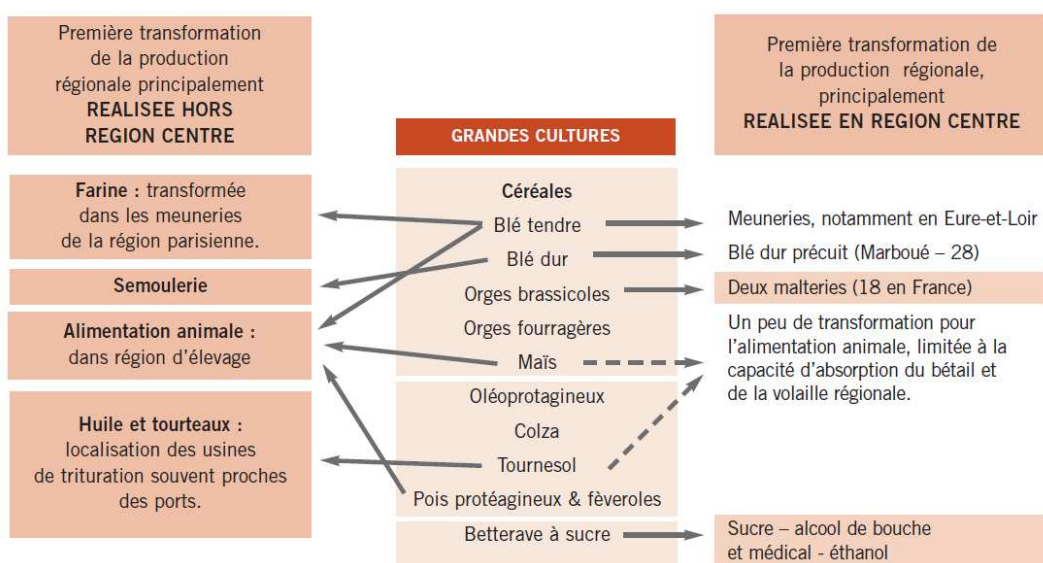 Première transformation
de la production
régionale principalement
REALISEE HORS
REGION CENTRE
Farine : transformée
dans les meuneries
de la région parisienne.
Semoulerie
Alimentation animale :
dans région d'élevage
Huile et tourteaux :
localisation des usines
de trituration souvent proches
des ports.
GRANDES CULTURES
Céréales
Blé tendre
Blé dur
Orges brassicoles
Orges fourragères
Maïs
Oléoprotagineux
Colza
Tournesol
Pois protéagineux & fèveroles
Betterave à sucre
Première transformation de
la production régionale,
principalement
REALISEE EN REGION CENTRE
Meuneries, notamment en Eure-et-Loir
Blé dur précuit (Marboué – 28)
Deux malteries (18 en France)
Un peu de transformation pour
l'alimentation animale, limitée à la
capacité d'absorption du bétail et
de la volaille régionale.
Sucre – alcool de bouche
et médical - éthanol